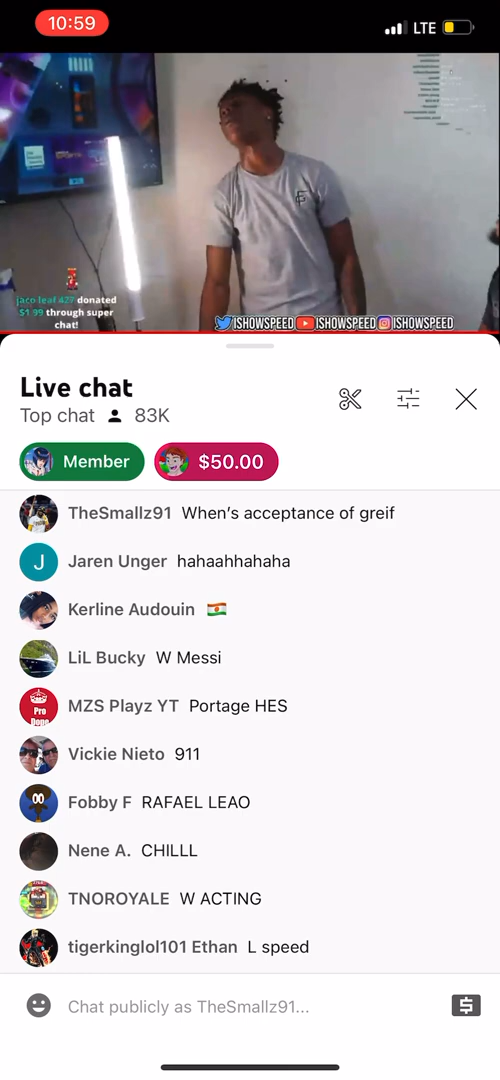 10:59
LTE
jaco leaf 427 donated
$1.99 through super
chat!
ISHOWSPEED ISHOWSPEED ISHOWSPEED
Live chat
Top chat 83K
Member $50.00
TheSmallz91 When's acceptance of greif
J Jaren Unger hahaahhahaha
Kerline Audouin 🇳🇪
LiL Bucky W Messi
Pro Dope MZS Playz YT Portage HES
Vickie Nieto 911
Fobby F RAFAEL LEAO
Nene A. CHILLL
TNOROYALE W ACTING
tigerkinglol101 Ethan L speed
Chat publicly as TheSmallz91...